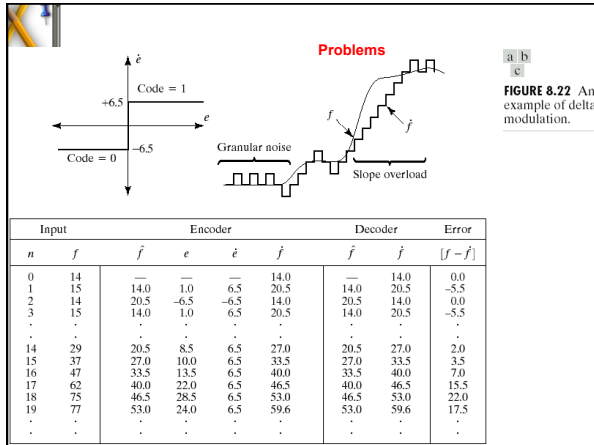 Problems
ė
Code = 1
+6.5
e
−6.5
Code = 0
f
ḟ
Granular noise
Slope overload
a b
c
FIGURE 8.22 An
example of delta
modulation.
Input Encoder Decoder Error
n f f̂ e ė ḟ f̂ ḟ [f − ḟ]
0 14 — — — 14.0 — 14.0 0.0
1 15 14.0 1.0 6.5 20.5 14.0 20.5 −5.5
2 14 20.5 −6.5 −6.5 14.0 20.5 14.0 0.0
3 15 14.0 1.0 6.5 20.5 14.0 20.5 −5.5
. . . . . . . . .
. . . . . . . . .
14 29 20.5 8.5 6.5 27.0 20.5 27.0 2.0
15 37 27.0 10.0 6.5 33.5 27.0 33.5 3.5
16 47 33.5 13.5 6.5 40.0 33.5 40.0 7.0
17 62 40.0 22.0 6.5 46.5 40.0 46.5 15.5
18 75 46.5 28.5 6.5 53.0 46.5 53.0 22.0
19 77 53.0 24.0 6.5 59.6 53.0 59.6 17.5
. . . . . . . . .
. . . . . . . . .